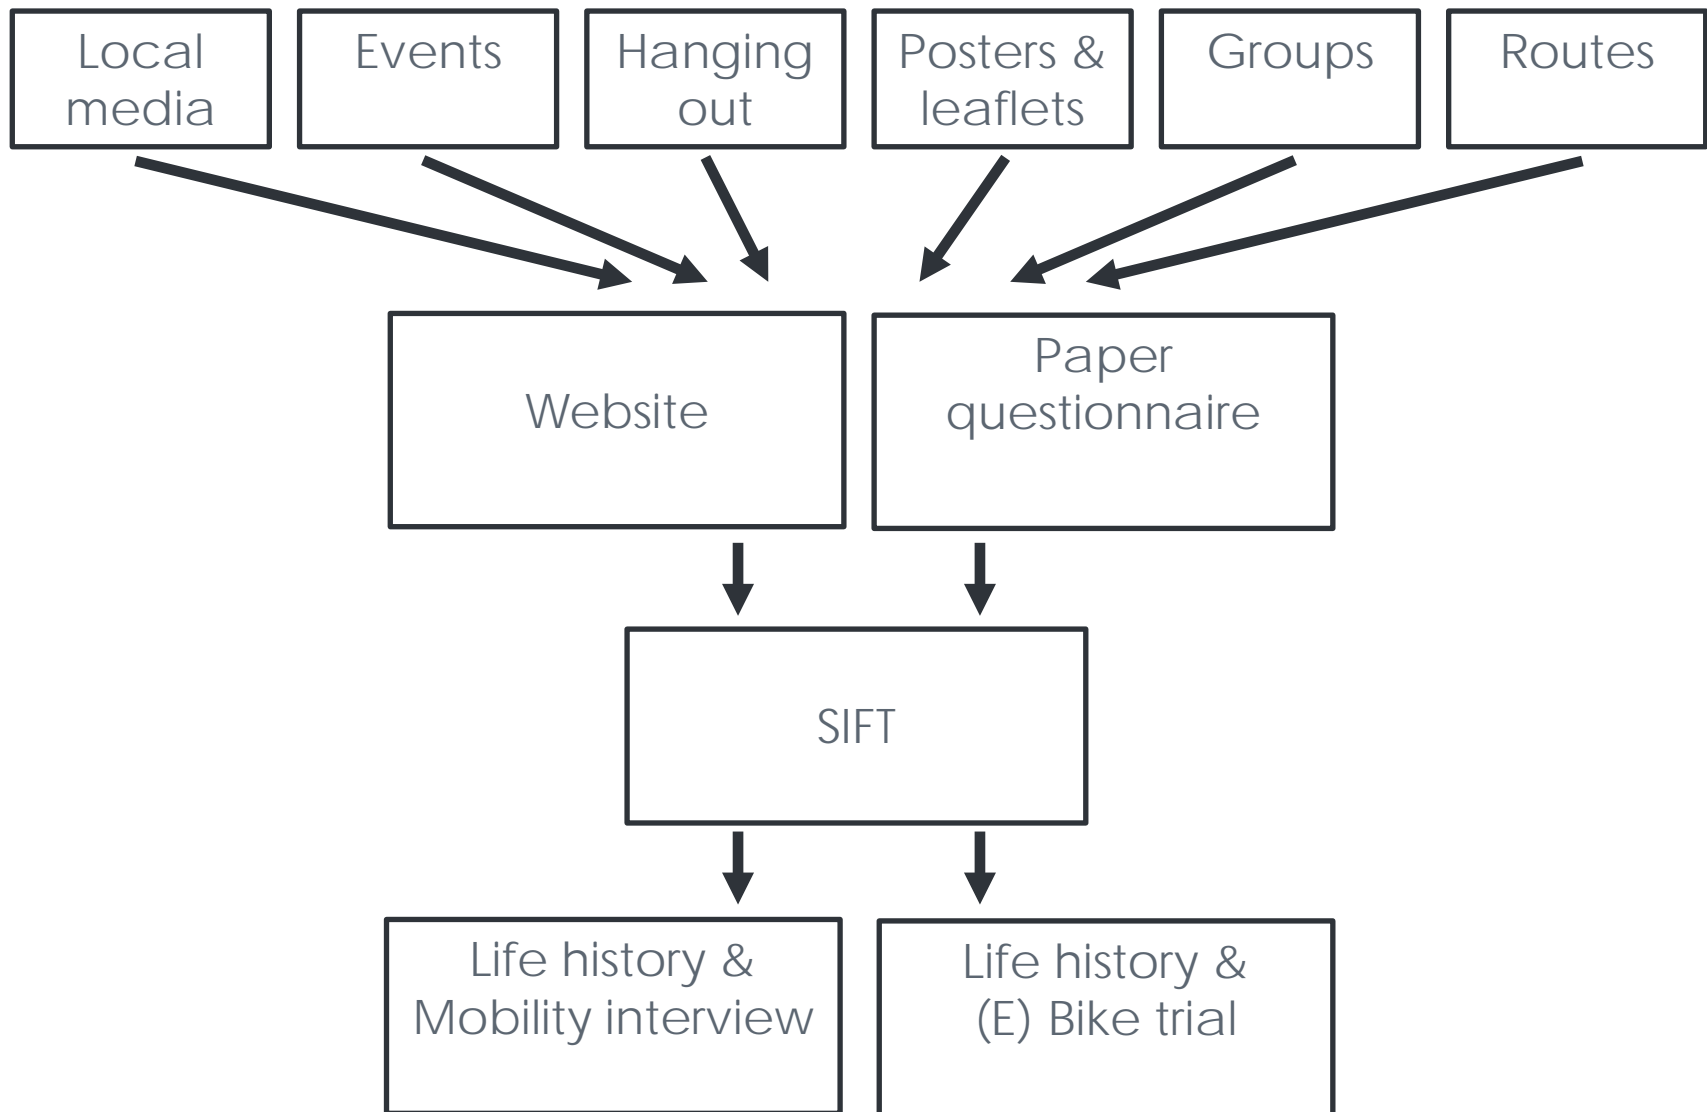 Local
media
Events
Hanging
out
Posters &
leaflets
Groups
Routes
Website
Paper
questionnaire
SIFT
Life history &
Mobility interview
Life history &
(E) Bike trial